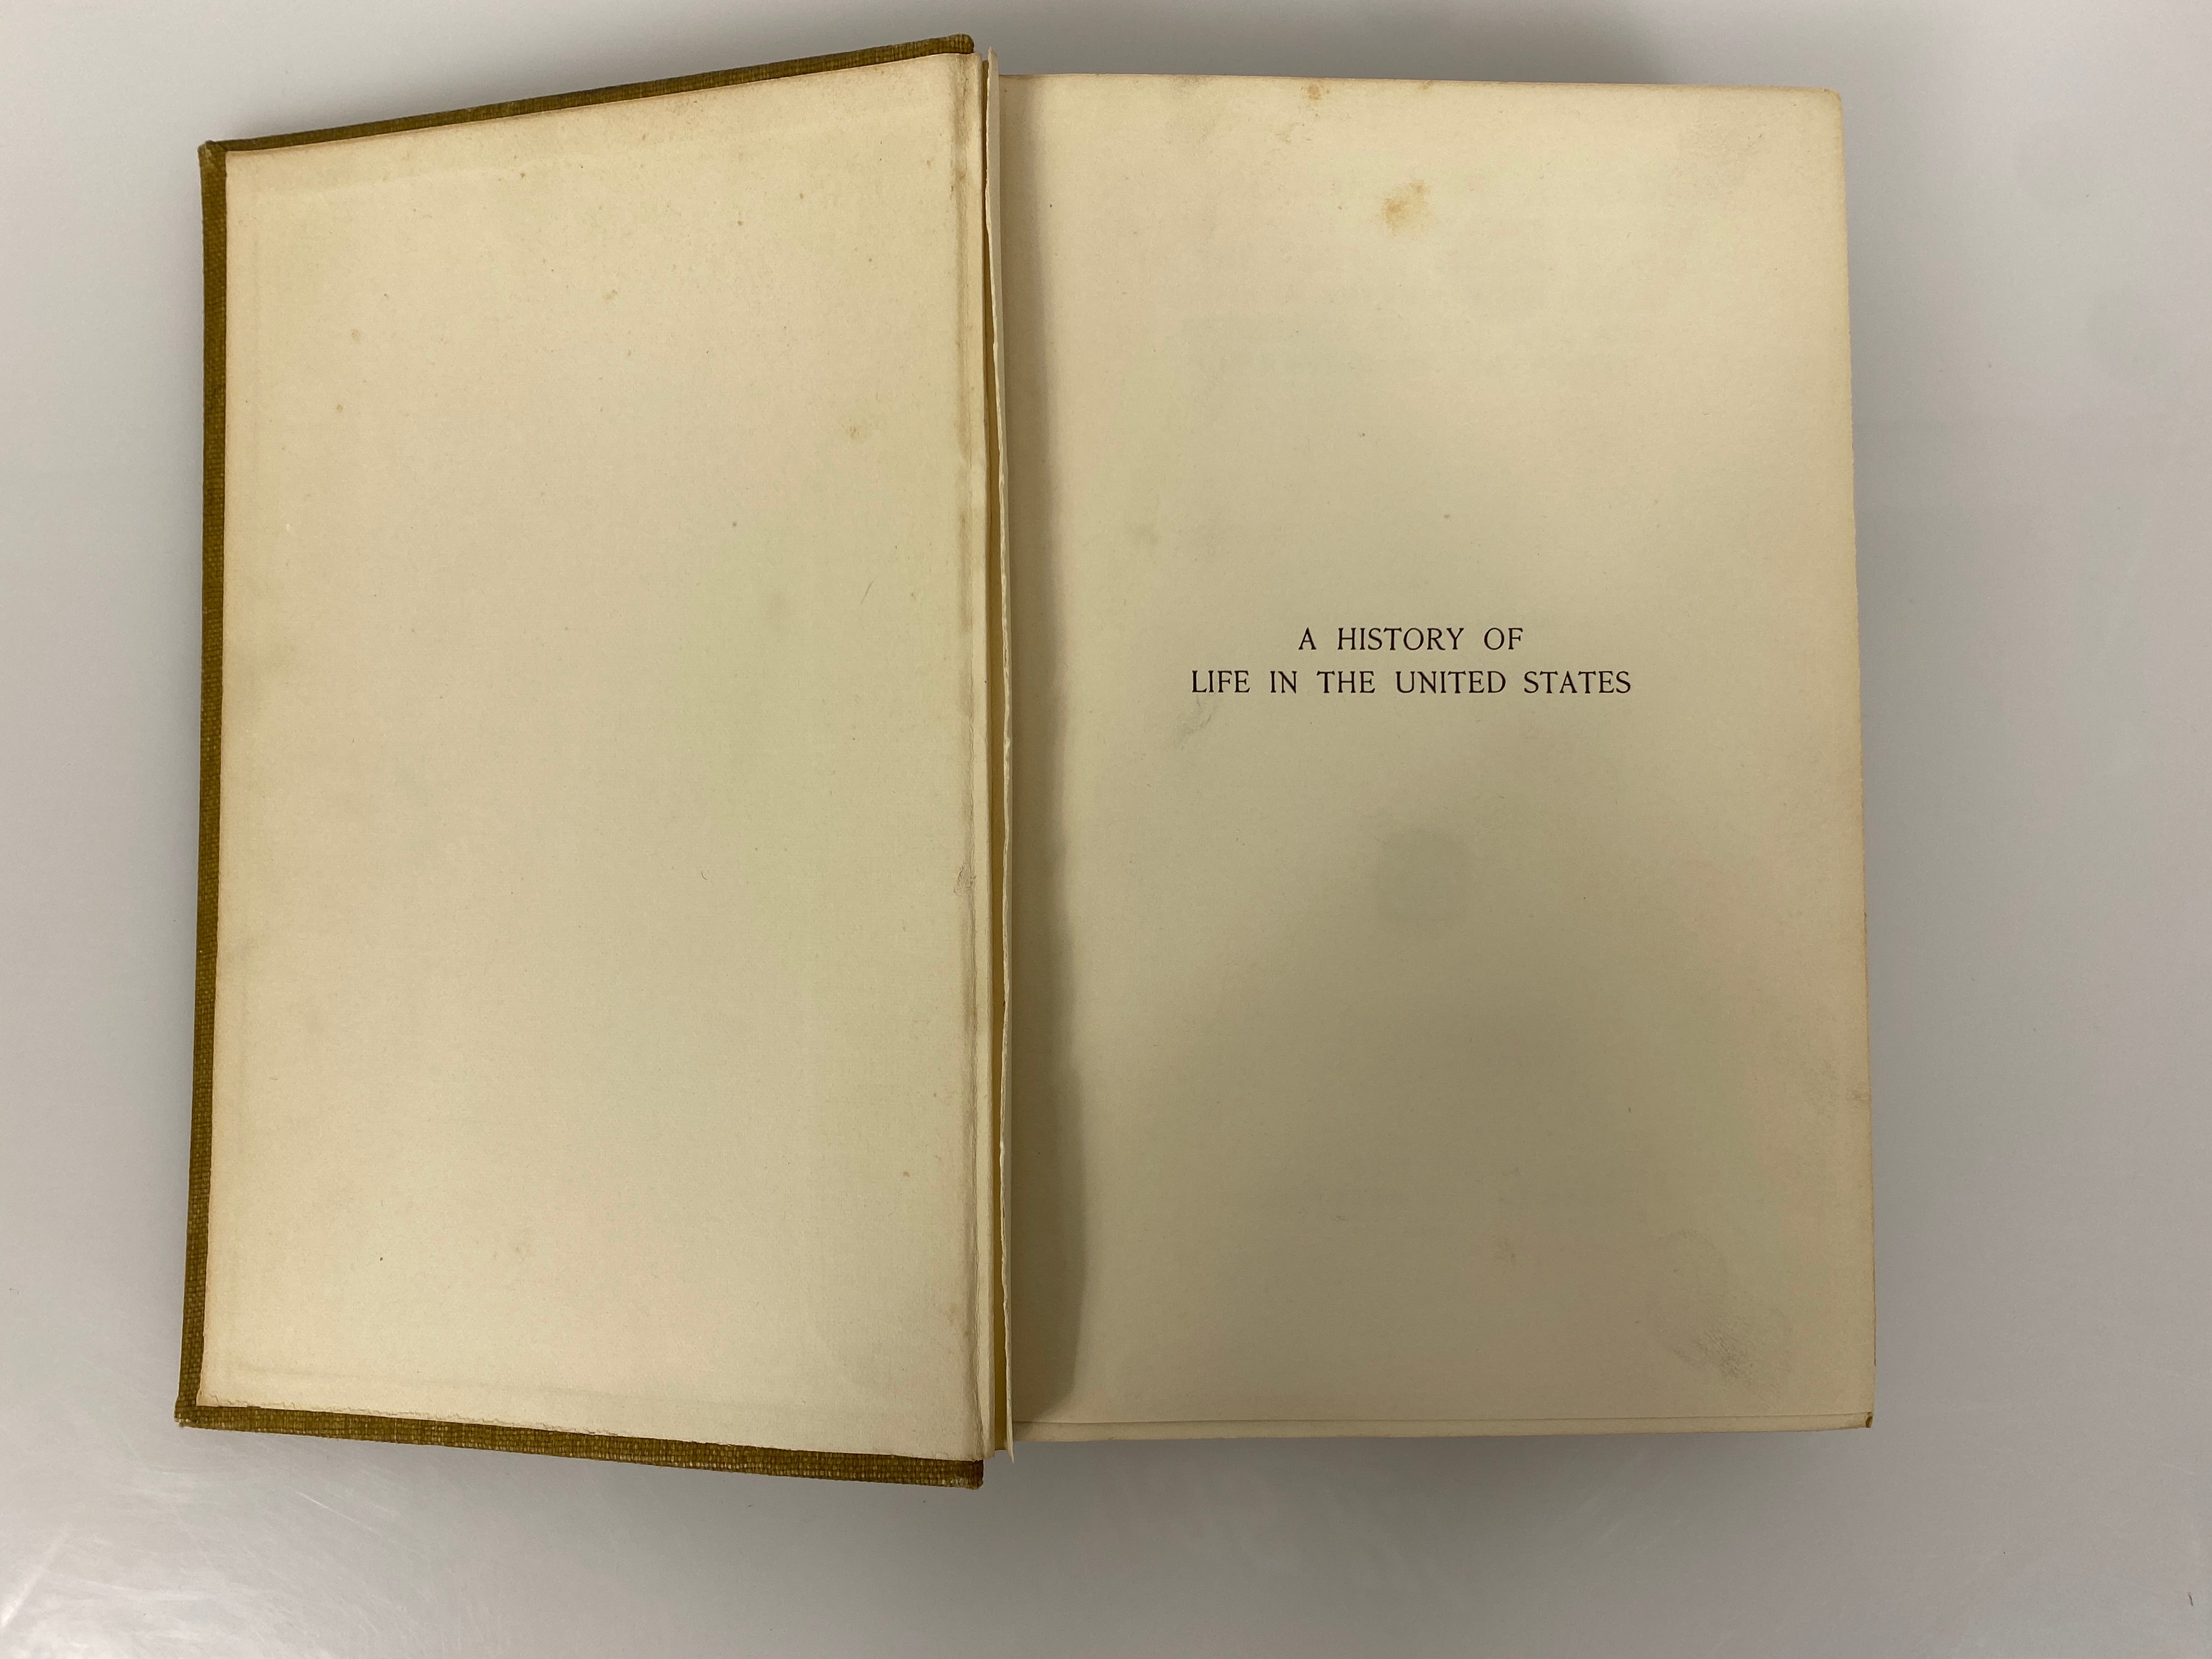 A HISTORY OF
LIFE IN THE UNITED STATES